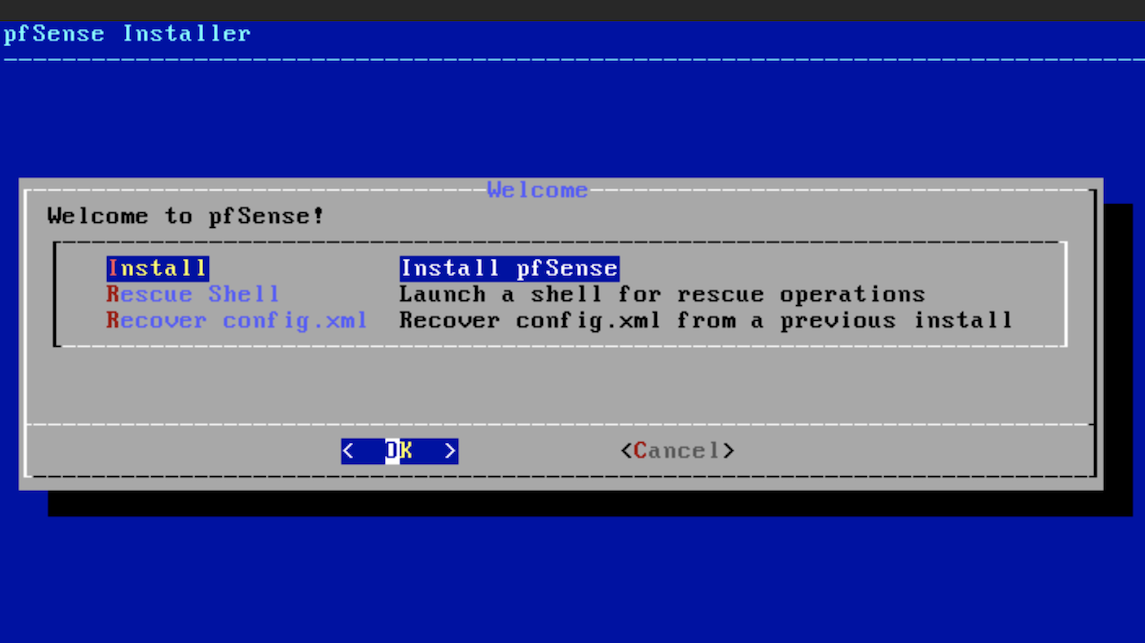 pfSense Installer
Welcome
Welcome to pfSense!
Install Install pfSense
Rescue Shell Launch a shell for rescue operations
Recover config.xml Recover config.xml from a previous install
< OK > <Cancel>